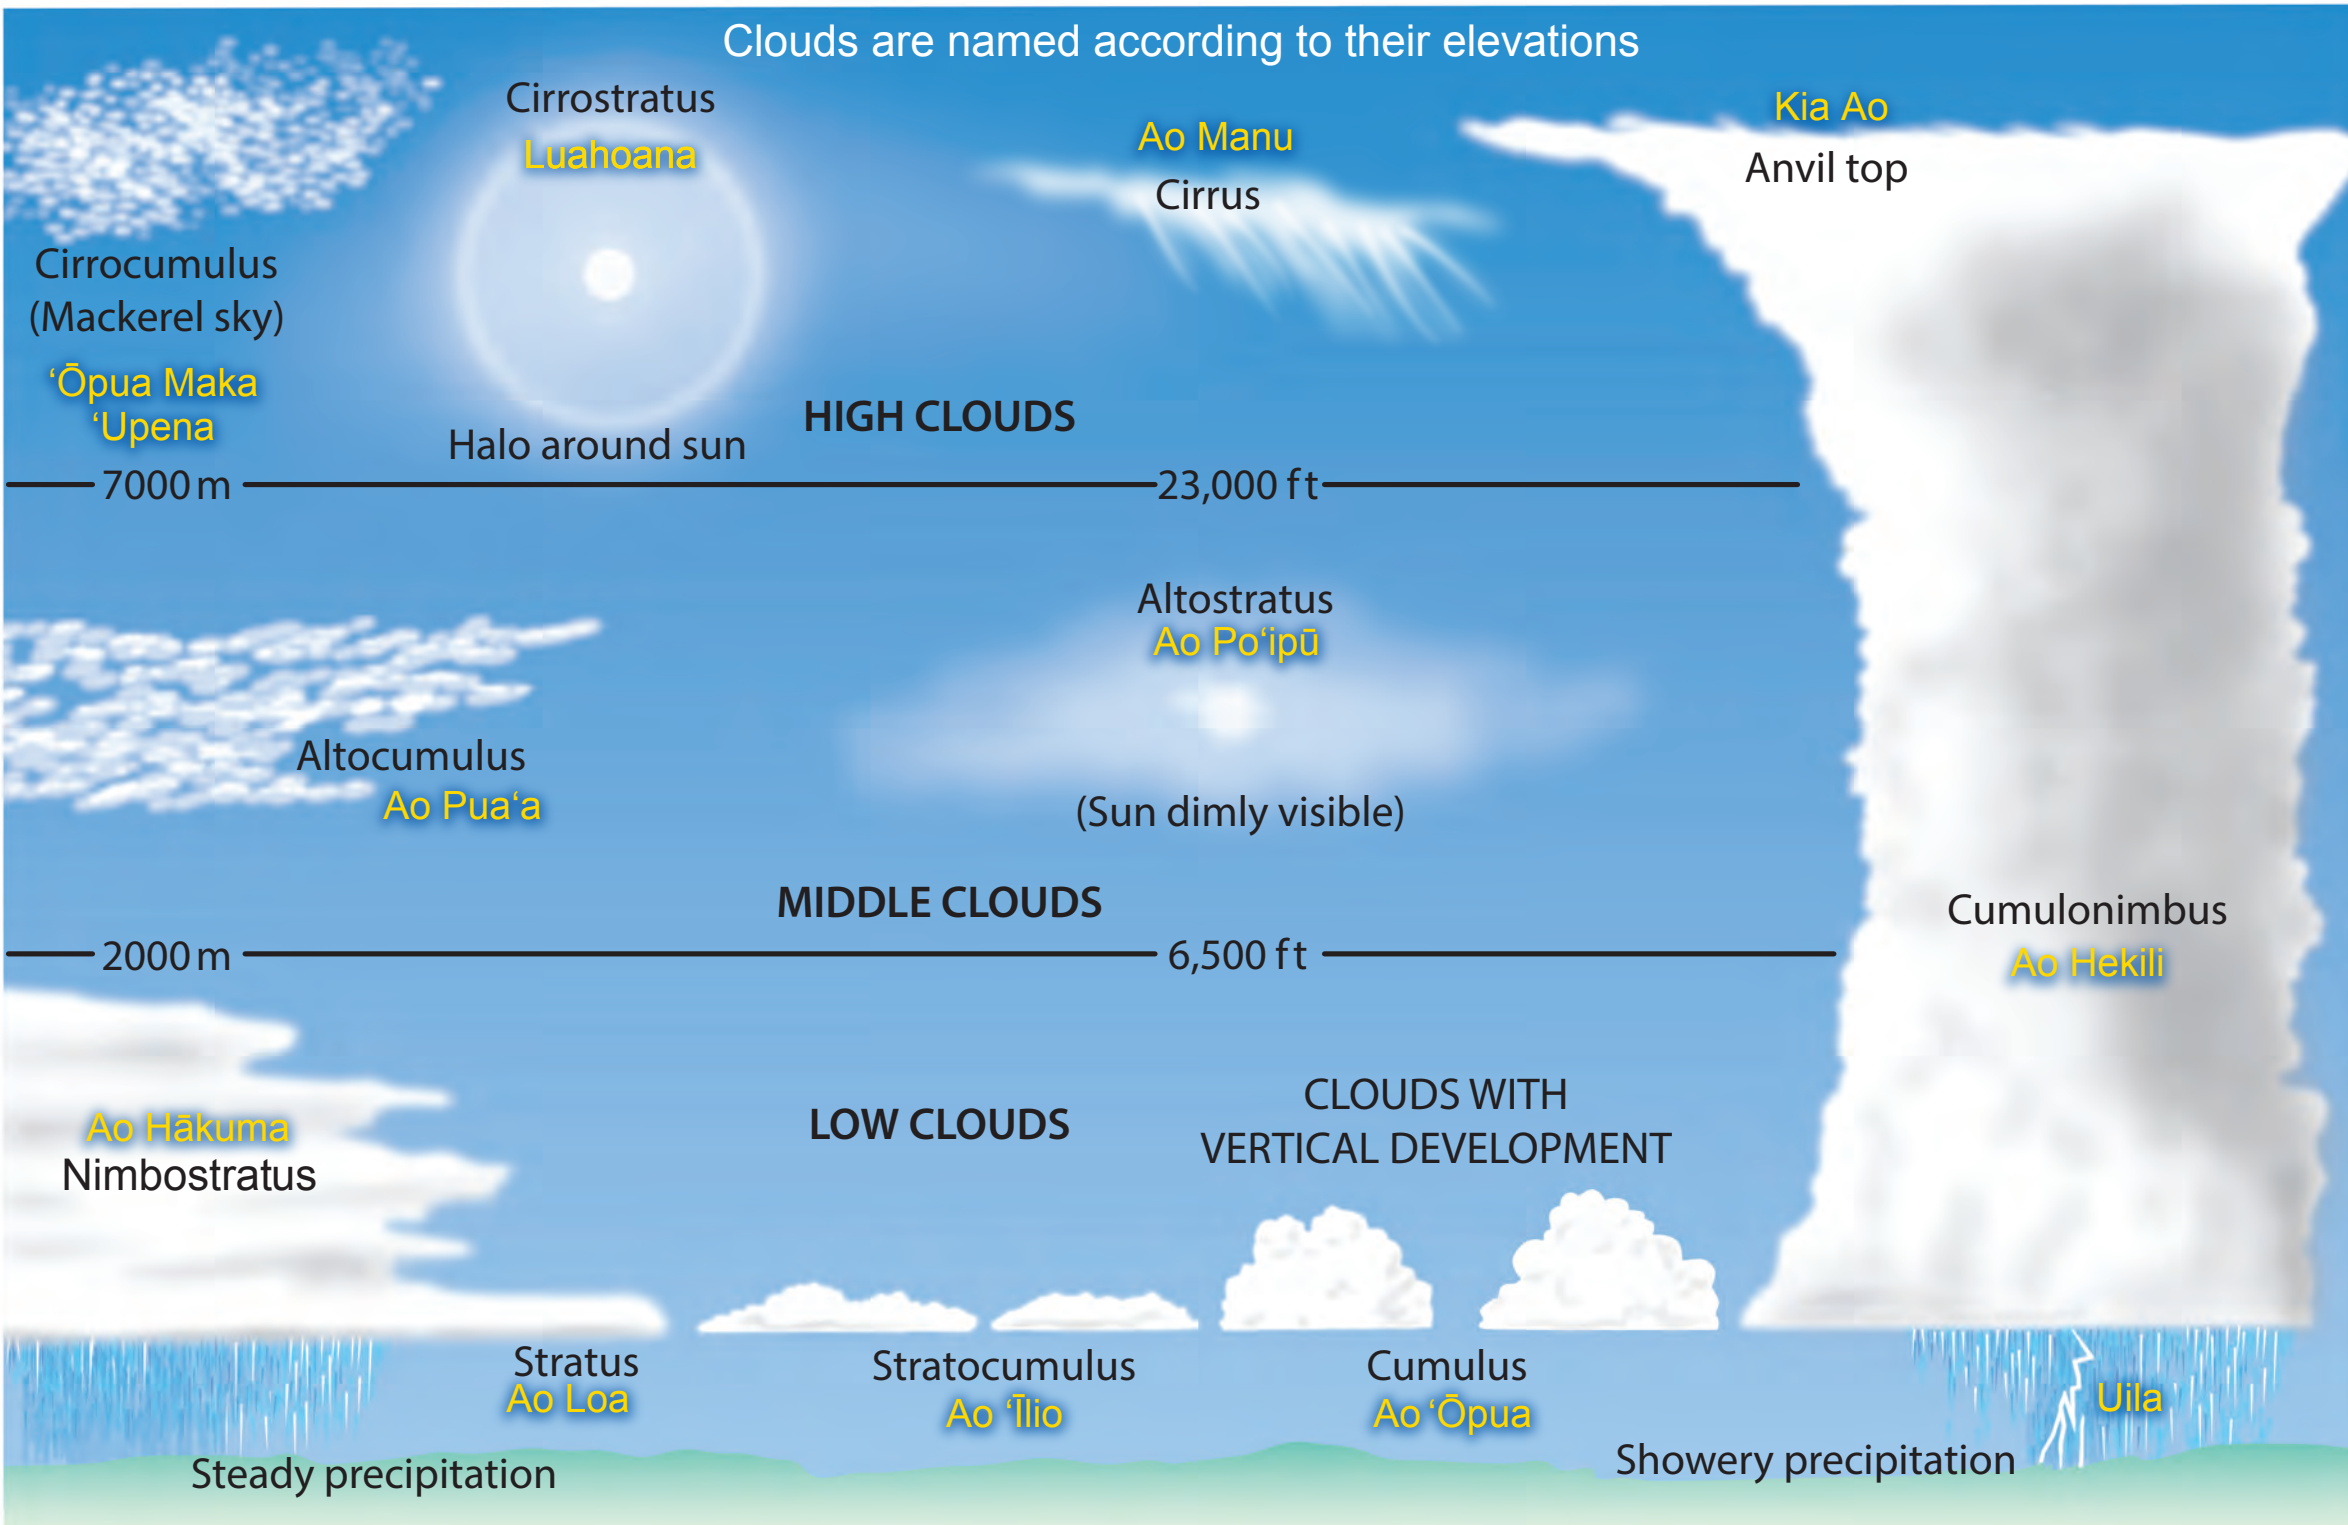 Clouds are named according to their elevations
Cirrostratus
Luahoana
Ao Manu
Cirrus
Kia Ao
Anvil top
Cirrocumulus
(Mackerel sky)
ʻŌpua Maka
ʻUpena
Halo around sun
HIGH CLOUDS
7000 m
23,000 ft
Altostratus
Ao Poʻipū
Altocumulus
Ao Puaʻa
(Sun dimly visible)
MIDDLE CLOUDS
Cumulonimbus
Ao Hekili
2000 m
6,500 ft
Ao Hākuma
Nimbostratus
LOW CLOUDS
CLOUDS WITH
VERTICAL DEVELOPMENT
Stratus
Ao Loa
Stratocumulus
Ao ʻĪlio
Cumulus
Ao ʻŌpua
Uila
Steady precipitation
Showery precipitation